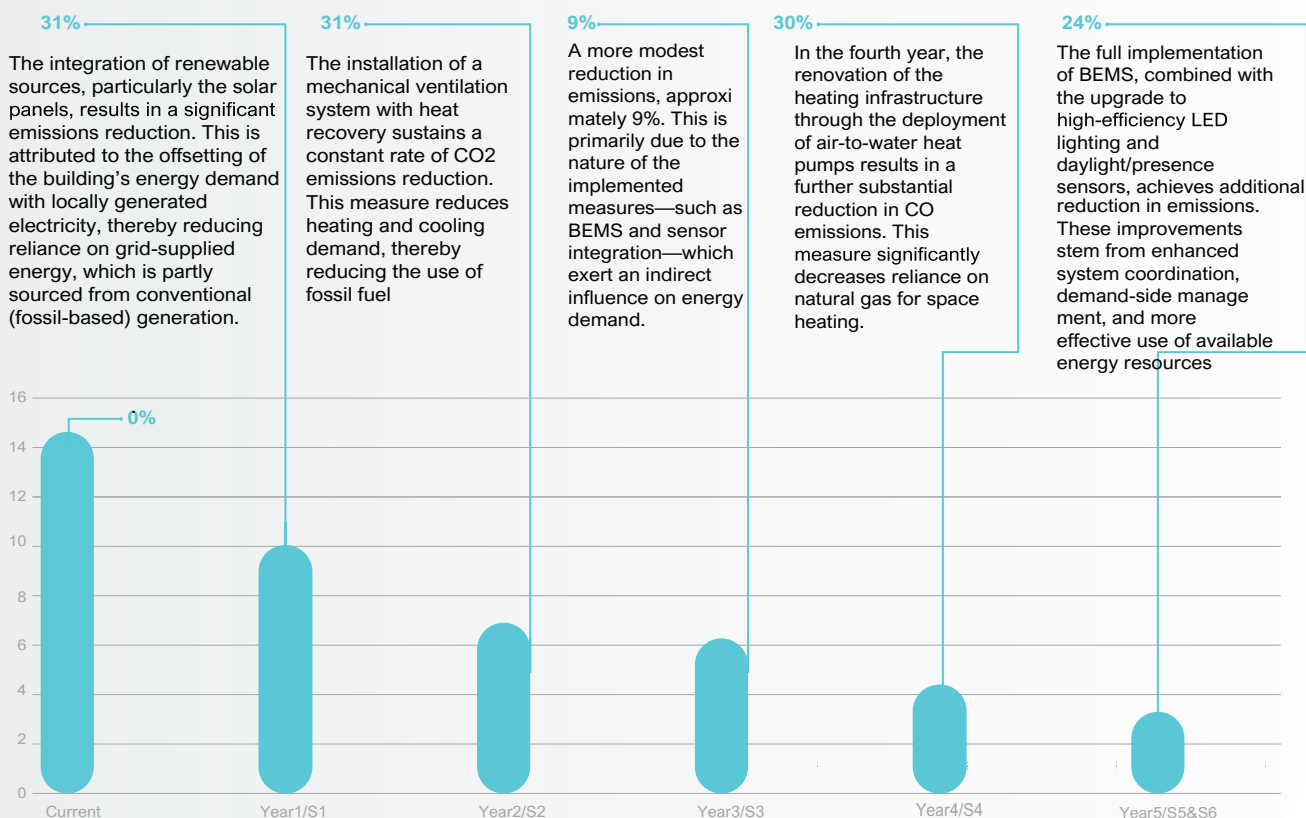 31%
The integration of renewable
sources, particularly the solar
panels, results in a significant
emissions reduction. This is
attributed to the offsetting of
the building's energy demand
with locally generated
electricity, thereby reducing
reliance on grid-supplied
energy, which is partly
sourced from conventional
(fossil-based) generation.
31%
The installation of a
mechanical ventilation
system with heat
recovery sustains a
constant rate of CO2
emissions reduction.
This measure reduces
heating and cooling
demand, thereby
reducing the use of
fossil fuel
9%
A more modest
reduction in
emissions, approxi
mately 9%. This is
primarily due to the
nature of the
implemented
measures—such as
BEMS and sensor
integration—which
exert an indirect
influence on energy
demand.
30%
In the fourth year, the
renovation of the
heating infrastructure
through the deployment
of air-to-water heat
pumps results in a
further substantial
reduction in CO
emissions. This
measure significantly
decreases reliance on
natural gas for space
heating.
24%
The full implementation
of BEMS, combined with
the upgrade to
high-efficiency LED
lighting and
daylight/presence
sensors, achieves additional
reduction in emissions.
These improvements
stem from enhanced
system coordination,
demand-side manage
ment, and more
effective use of available
energy resources
16
0%
14
12
10
8
6
4
2
0
Current
Year1/S1
Year2/S2
Year3/S3
Year4/S4
Year5/S5&S6